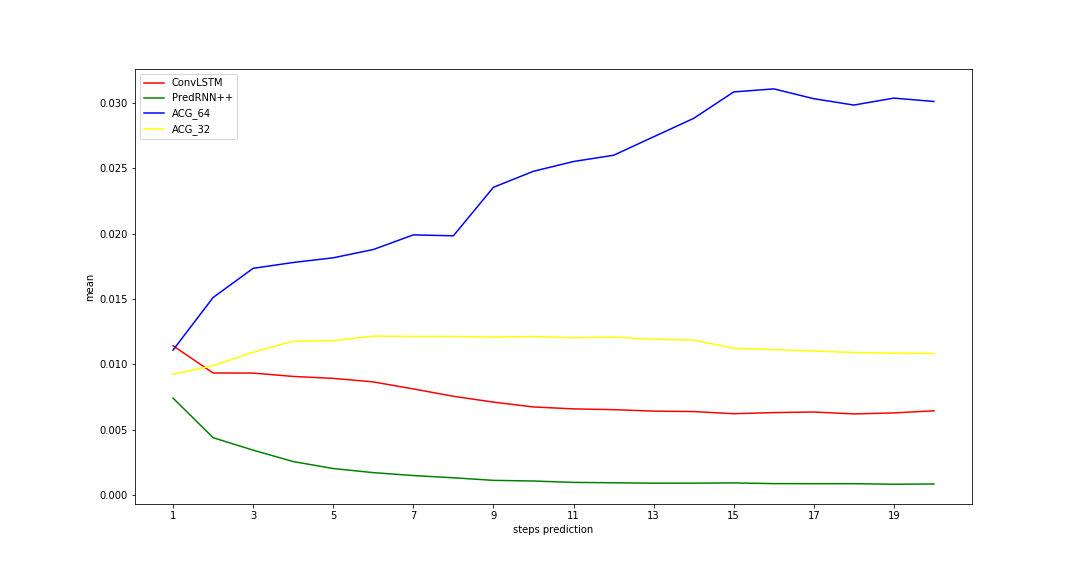 ConvLSTM
PredRNN++
ACG_64
ACG_32
0.030
0.025
0.020
0.015
0.010
0.005
0.000
mean
1 3 5 7 9 11 13 15 17 19
steps prediction